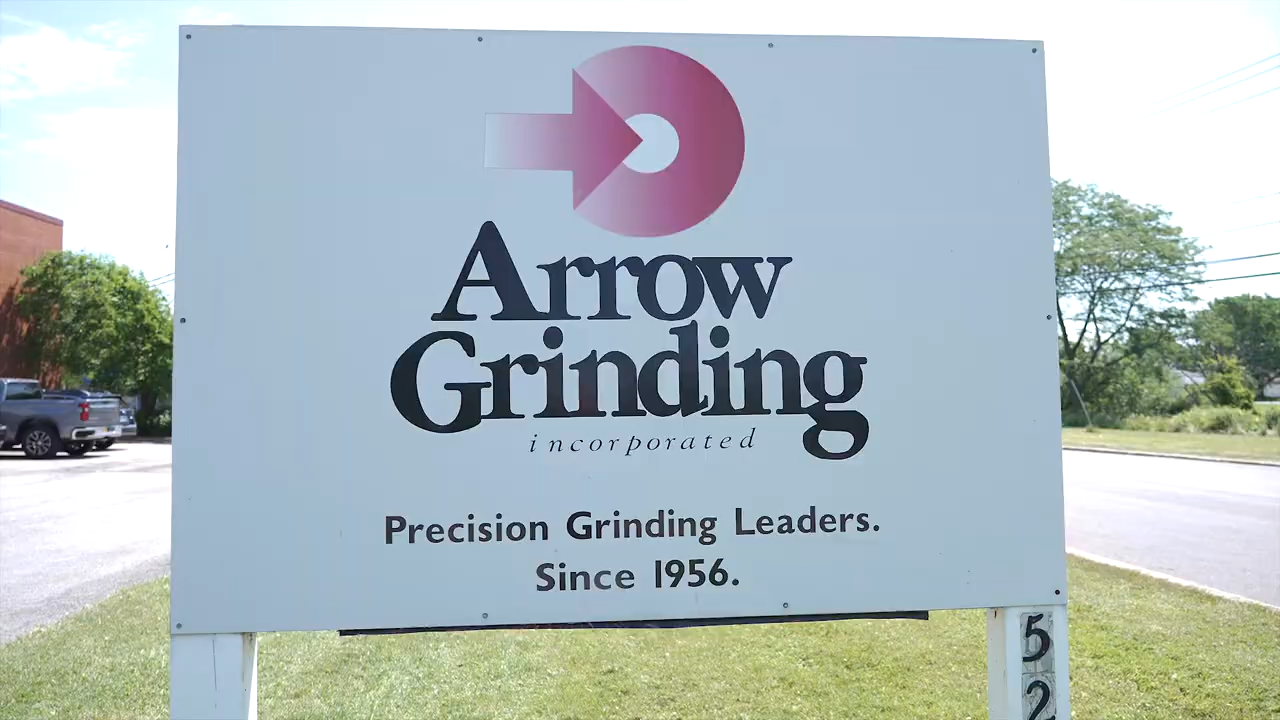 Arrow
Grinding
incorporated
Precision Grinding Leaders.
Since 1956.
5
2